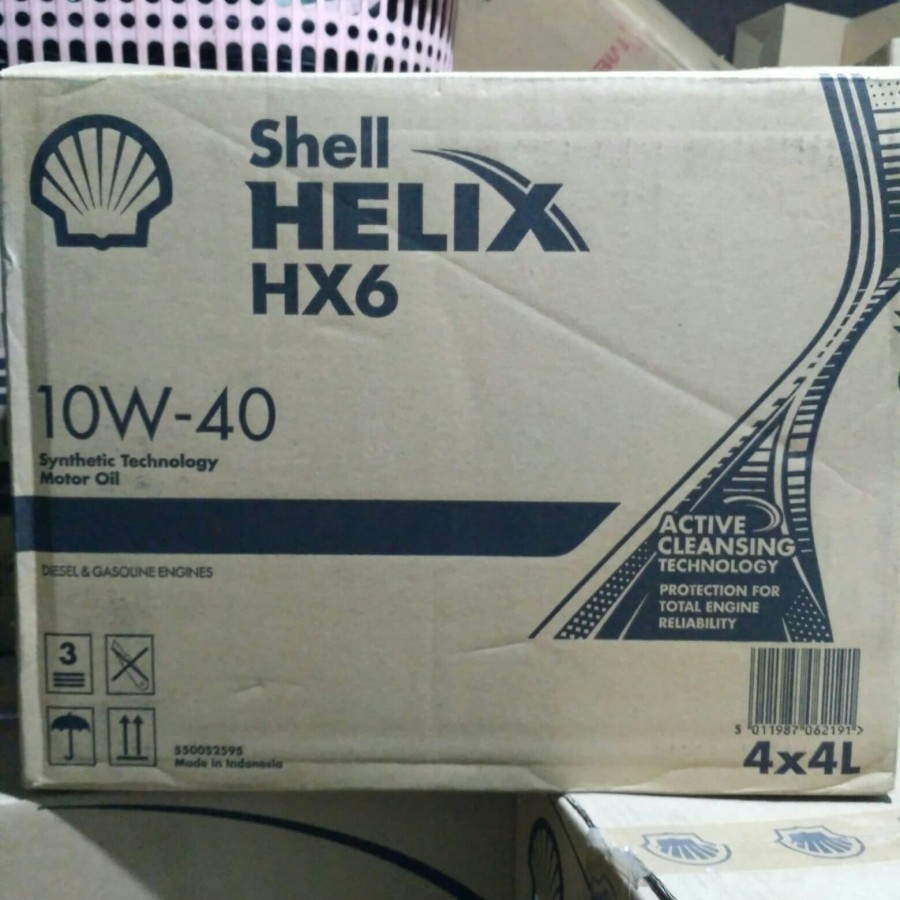 Shell
HELIX
HX6
10W-40
Synthetic Technology
Motor Oil
ACTIVE
CLEANSING
TECHNOLOGY
PROTECTION FOR
TOTAL ENGINE
RELIABILITY
DIESEL & GASOLINE ENGINES
3
550052595
Made in Indonesia
5 011987 062191 >
4x4L